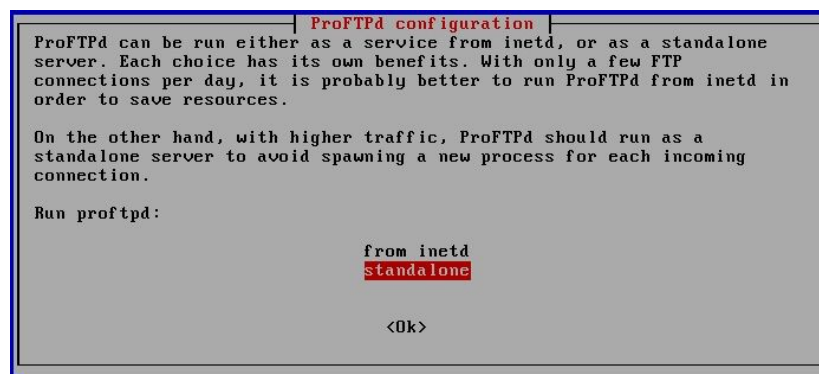 ProFTPd configuration
ProFTPd can be run either as a service from inetd, or as a standalone
server. Each choice has its own benefits. With only a few FTP
connections per day, it is probably better to run ProFTPd from inetd in
order to save resources.
On the other hand, with higher traffic, ProFTPd should run as a
standalone server to avoid spawning a new process for each incoming
connection.
Run proftpd:
from inetd
standalone
<Ok>